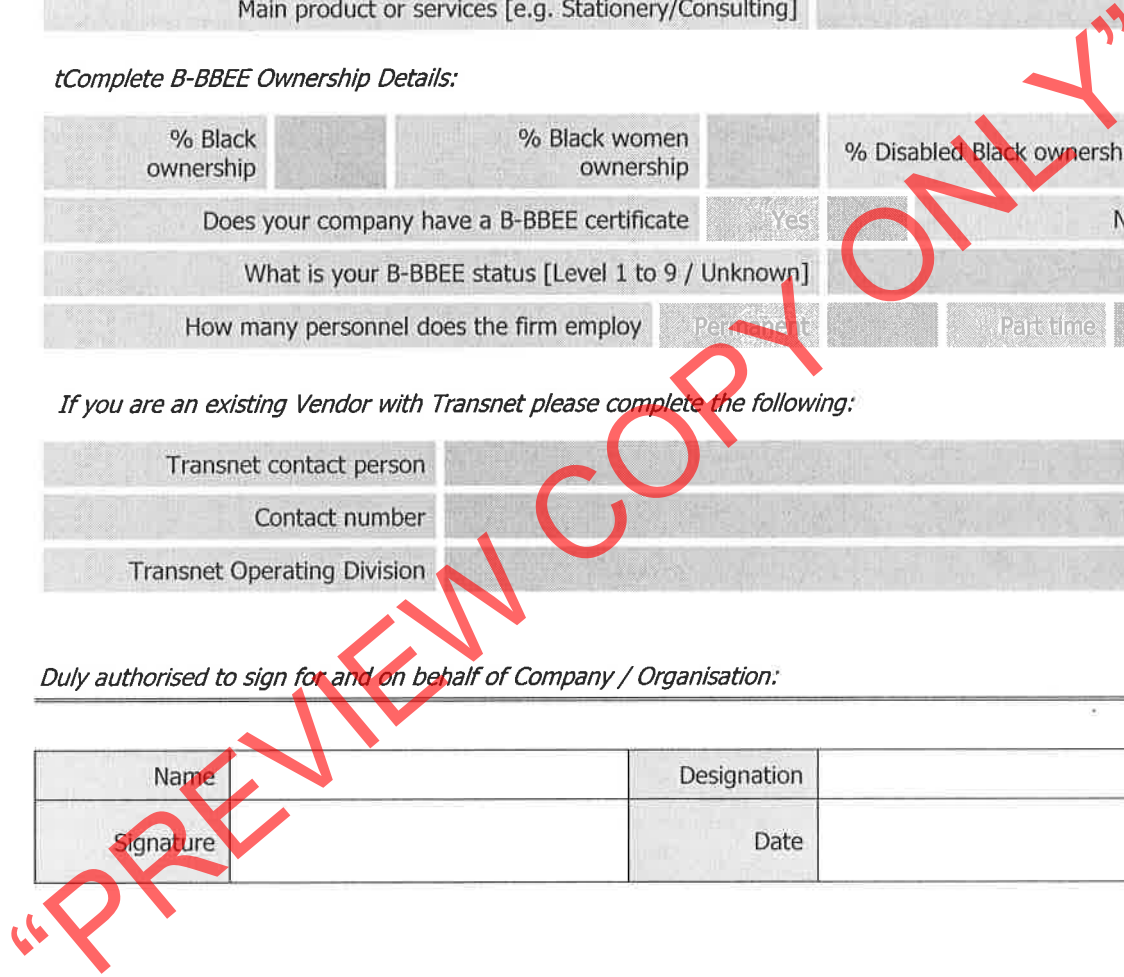 Main product or services [e.g. Stationery/Consulting]
tComplete B-BBEE Ownership Details:
% Black ownership % Black women ownership % Disabled Black ownersh
Does your company have a B-BBEE certificate Yes N
What is your B-BBEE status [Level 1 to 9 / Unknown]
How many personnel does the firm employ Permanent Part time
If you are an existing Vendor with Transnet please complete the following:
Transnet contact person
Contact number
Transnet Operating Division
Duly authorised to sign for and on behalf of Company / Organisation:
Name Designation
Signature Date
“PREVIEW COPY ONLY”